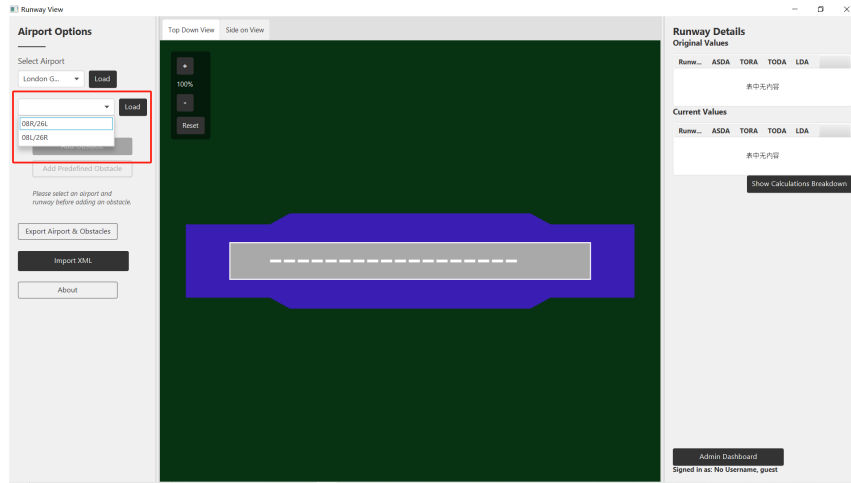 Runway View
Airport Options
Select Airport
London G...
Load
Load
08R/26L
08L/26R
Add Predefined Obstacle
Please select an airport and
runway before adding an obstacle.
Export Airport & Obstacles
Import XML
About
Top Down View
Side on View
+
100%
-
Reset
Runway Details
Original Values
Runw... ASDA TORA TODA LDA
表中无内容
Current Values
Runw... ASDA TORA TODA LDA
表中无内容
Show Calculations Breakdown
Admin Dashboard
Signed in as: No Username, guest